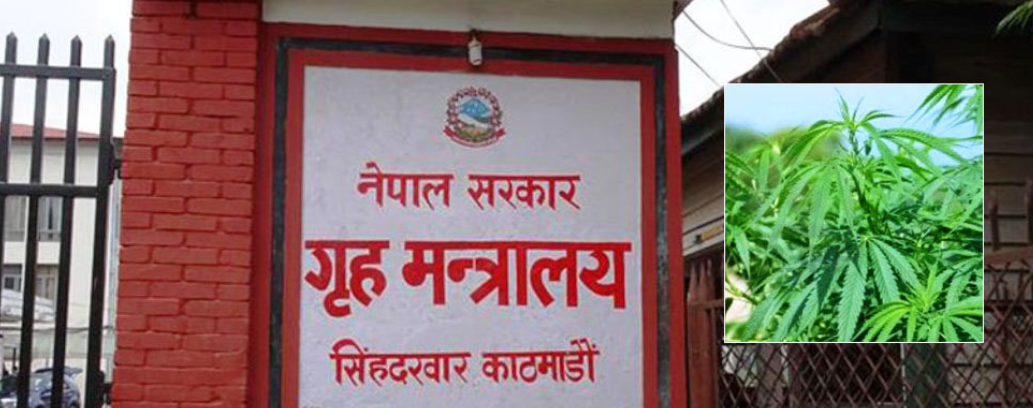 नेपाल सरकार
गृह मन्त्रालय
सिंहदरवार काठमाडौं